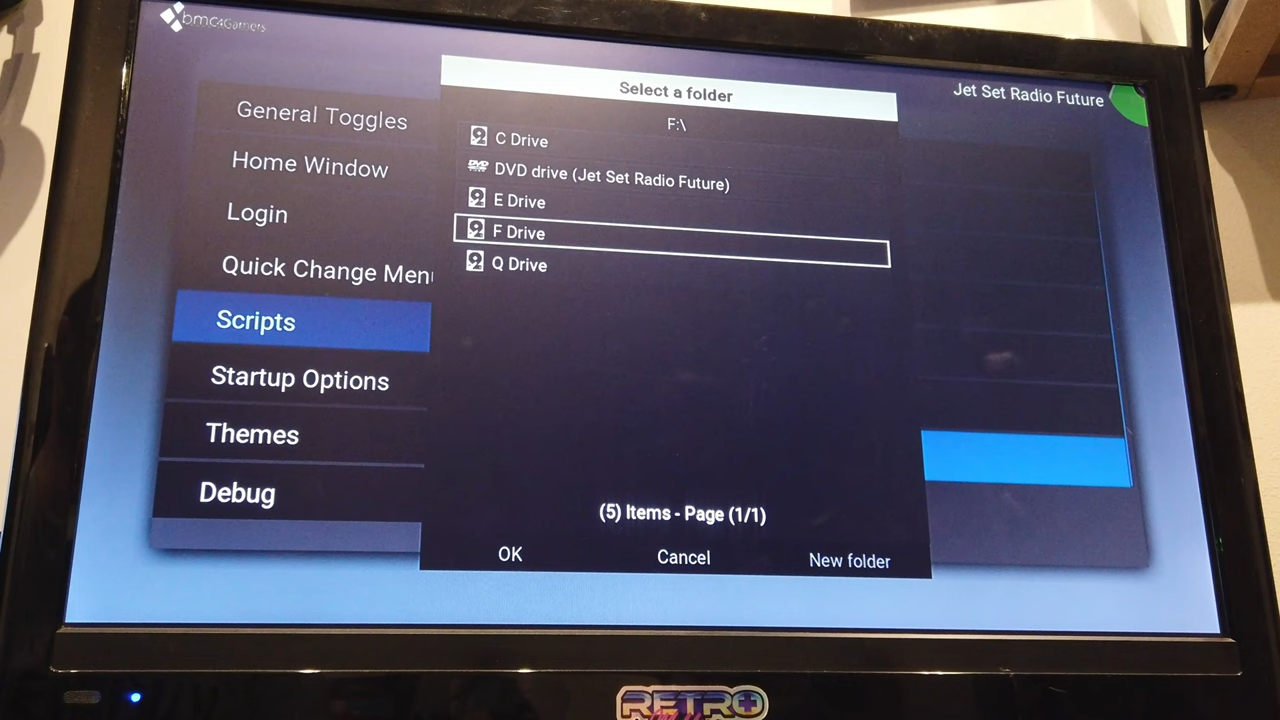 bmc4Gamers
Select a folder
Jet Set Radio Future
F:\
General Toggles
Home Window
Login
Quick Change Men
Scripts
Startup Options
Themes
Debug
C Drive
DVD drive (Jet Set Radio Future)
E Drive
F Drive
Q Drive
(5) Items - Page (1/1)
OK
Cancel
New folder
RETRO